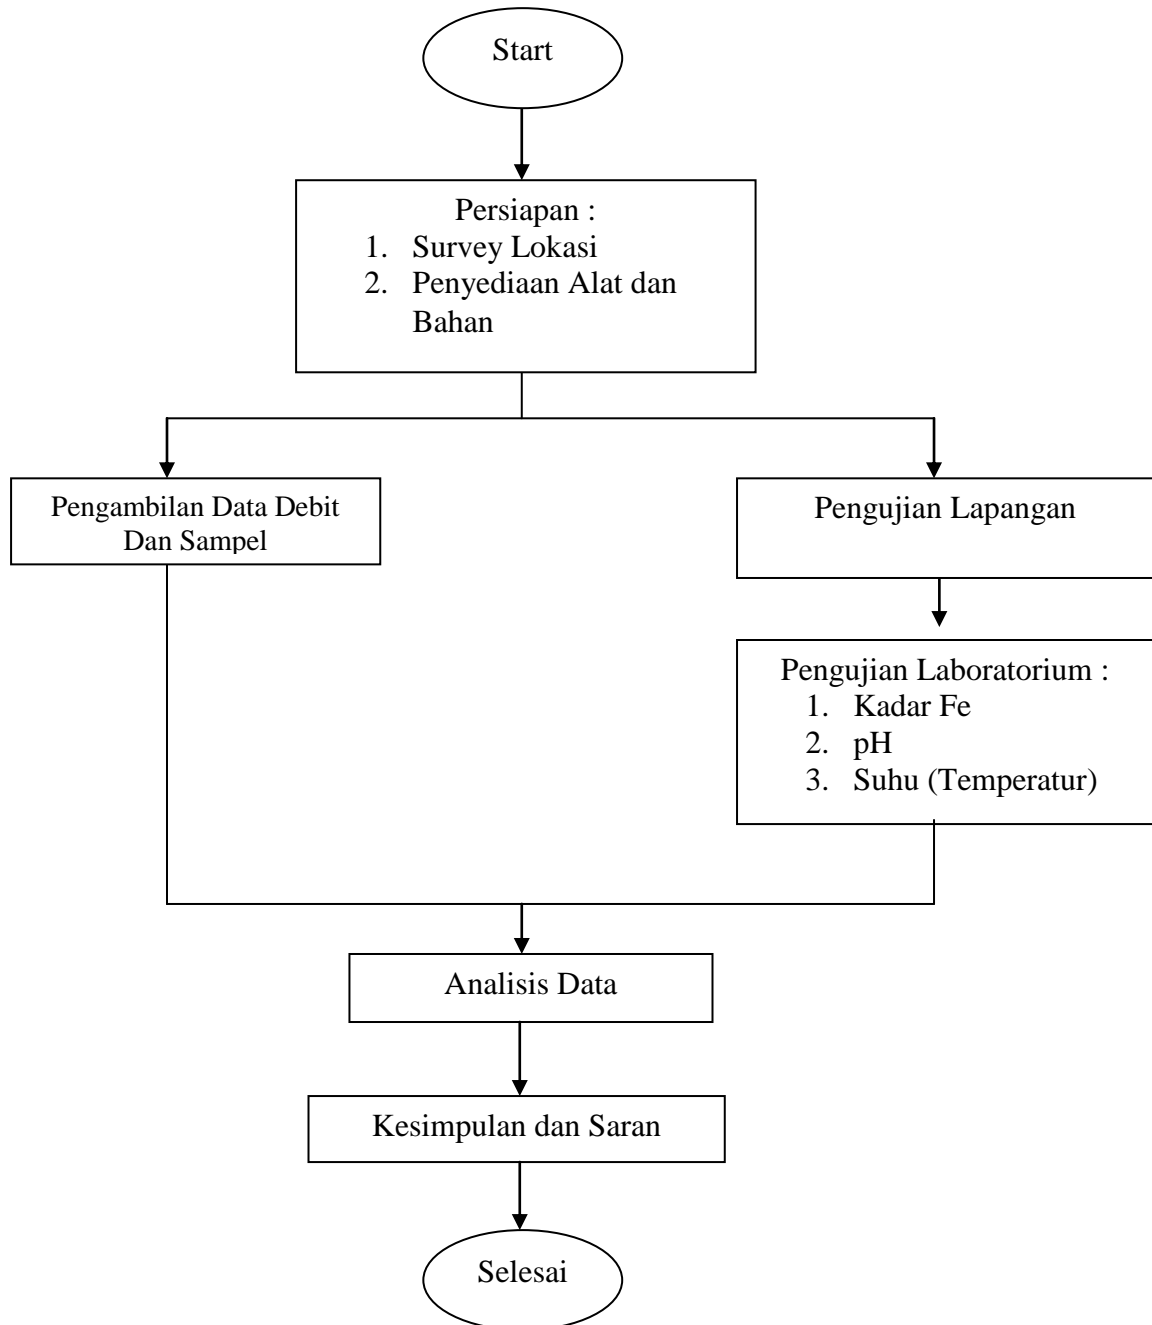 Start
Persiapan :
1. Survey Lokasi
2. Penyediaan Alat dan
Bahan
Pengambilan Data Debit
Dan Sampel
Pengujian Lapangan
Pengujian Laboratorium :
1. Kadar Fe
2. pH
3. Suhu (Temperatur)
Analisis Data
Kesimpulan dan Saran
Selesai